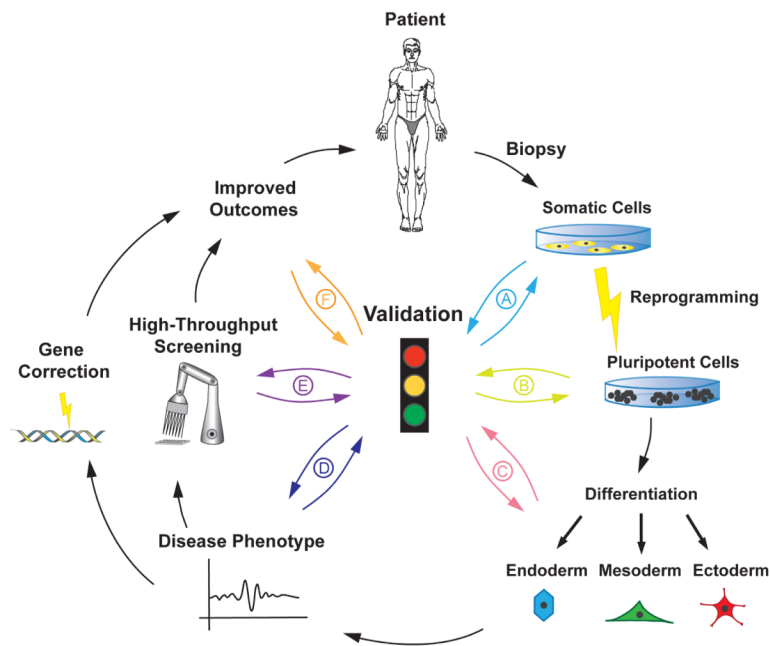 Patient
Biopsy
Improved
Outcomes
Somatic Cells
F
A
Reprogramming
Validation
High-Throughput
Screening
Gene
Correction
Pluripotent Cells
E
B
D
C
Differentiation
Disease Phenotype
Endoderm Mesoderm Ectoderm